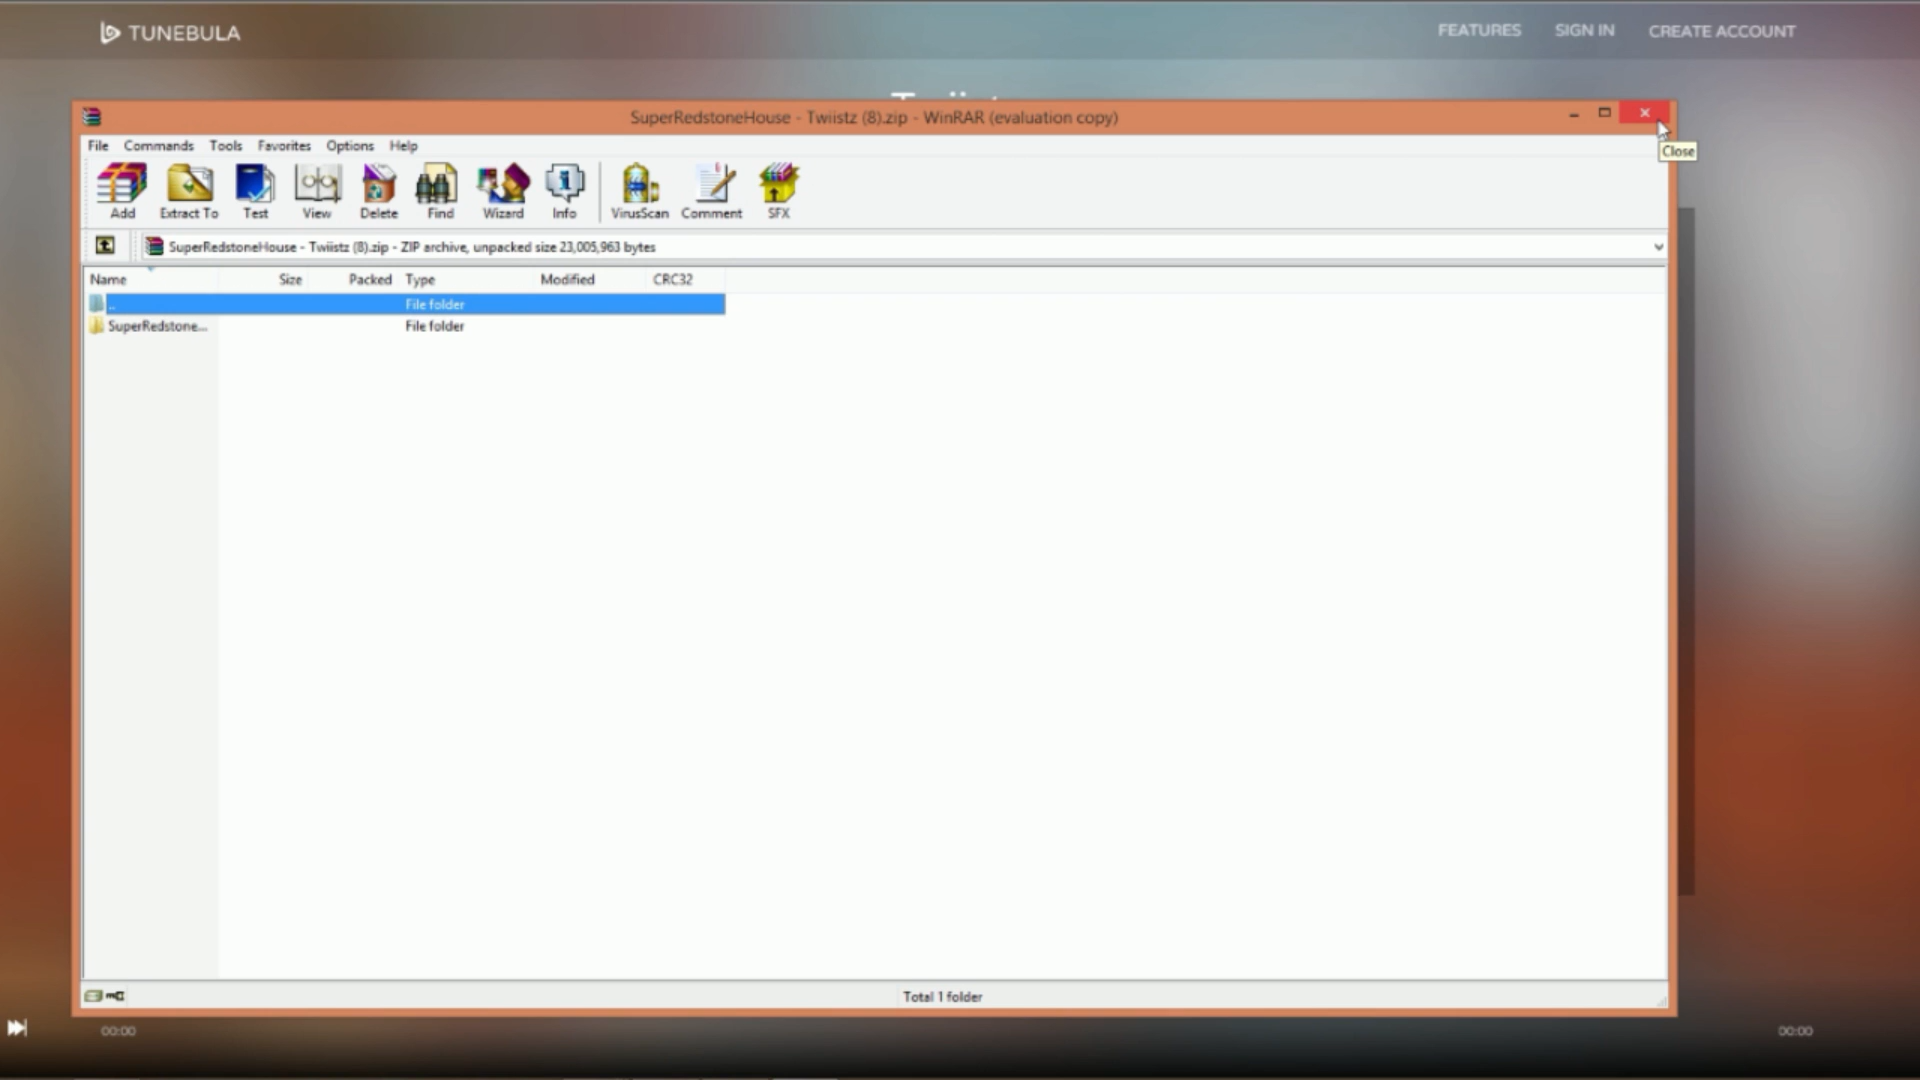 TUNEBULA
FEATURES SIGN IN CREATE ACCOUNT
SuperRedstoneHouse - Twiistz (8).zip - WinRAR (evaluation copy)
Close
File Commands Tools Favorites Options Help
Add Extract To Test View Delete Find Wizard Info VirusScan Comment SFX
SuperRedstoneHouse - Twiistz (8).zip - ZIP archive, unpacked size 23,005,963 bytes
Name Size Packed Type Modified CRC32
.. File folder
SuperRedstone... File folder
Total 1 folder
00:00 00:00